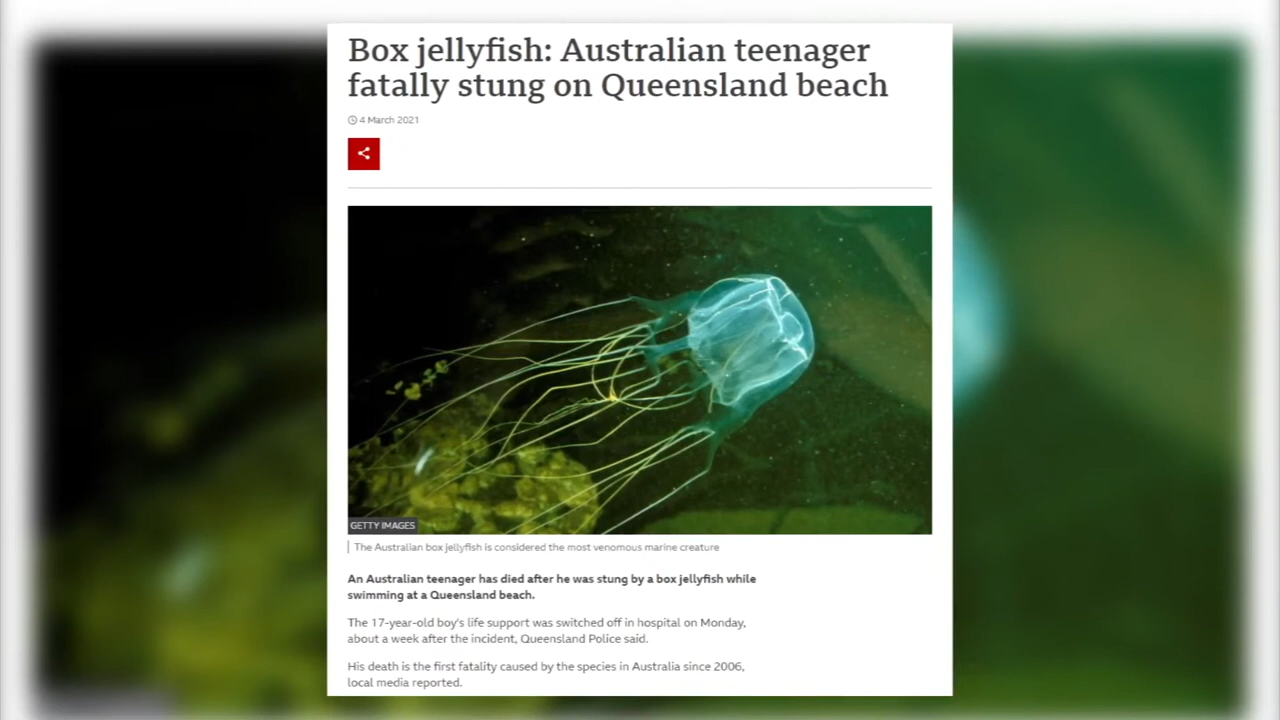 Box jellyfish: Australian teenager
fatally stung on Queensland beach
4 March 2021
GETTY IMAGES
The Australian box jellyfish is considered the most venomous marine creature
An Australian teenager has died after he was stung by a box jellyfish while
swimming at a Queensland beach.
The 17-year-old boy's life support was switched off in hospital on Monday,
about a week after the incident, Queensland Police said.
His death is the first fatality caused by the species in Australia since 2006,
local media reported.